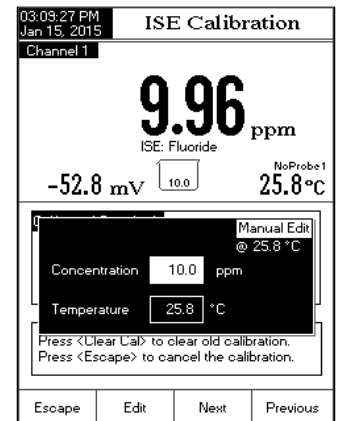 03:09:27 PM
Jan 15, 2015
ISE Calibration
Channel 1
9.96 ppm
ISE: Fluoride
10.0
-52.8 mV
NoProbe1
25.8°C
Manual Edit
@ 25.8 °C
Concentration 10.0 ppm
Temperature 25.8 °C
Press <Clear Cal> to clear old calibration.
Press <Escape> to cancel the calibration.
Escape Edit Next Previous